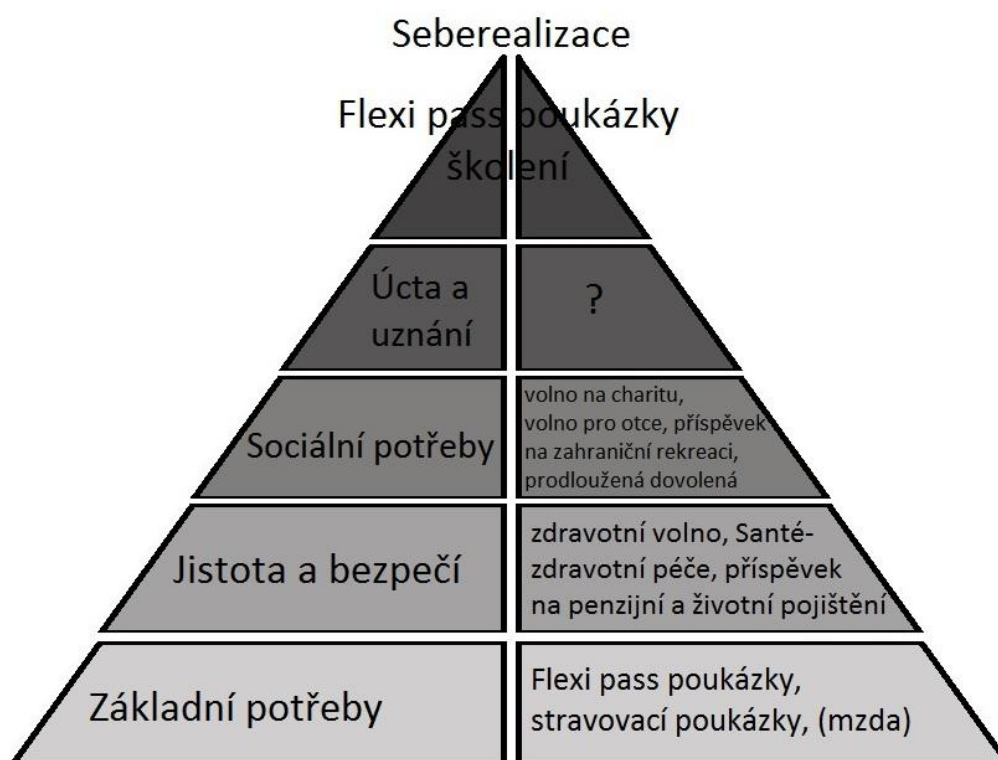 Seberealizace
Flexi pass poukázky
školení
Úcta a
uznání
?
Sociální potřeby
volno na charitu,
volno pro otce, příspěvek
na zahraniční rekreaci,
prodloužená dovolená
Jistota a bezpečí
zdravotní volno, Santé-
zdravotní péče, příspěvek
na penzijní a životní pojištění
Základní potřeby
Flexi pass poukázky,
stravovací poukázky, (mzda)